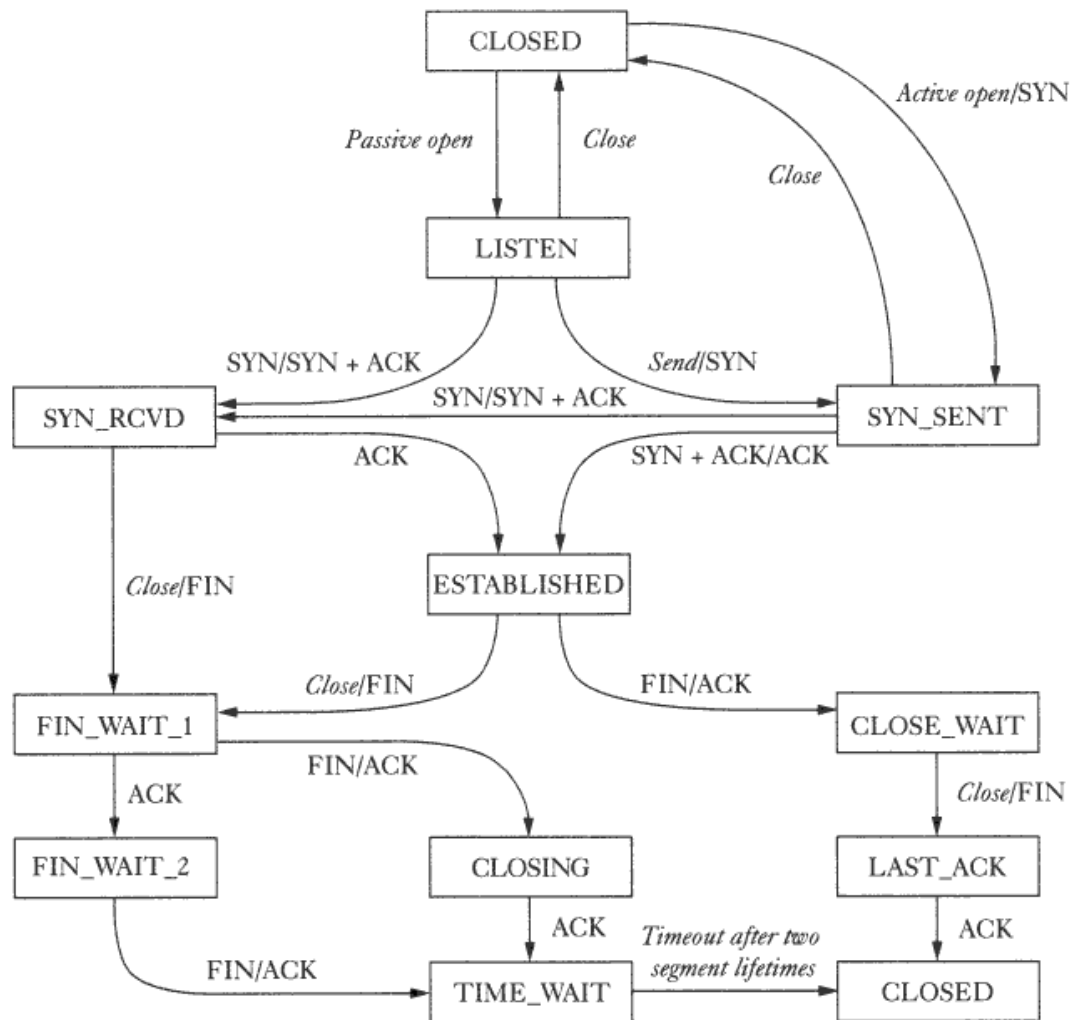 CLOSED
Active open/SYN
Passive open
Close
Close
LISTEN
SYN/SYN + ACK
Send/SYN
SYN/SYN + ACK
SYN_RCVD
SYN_SENT
ACK
SYN + ACK/ACK
Close/FIN
ESTABLISHED
Close/FIN
FIN/ACK
FIN_WAIT_1
CLOSE_WAIT
FIN/ACK
ACK
Close/FIN
FIN_WAIT_2
CLOSING
LAST_ACK
ACK
Timeout after two
segment lifetimes
ACK
FIN/ACK
TIME_WAIT
CLOSED